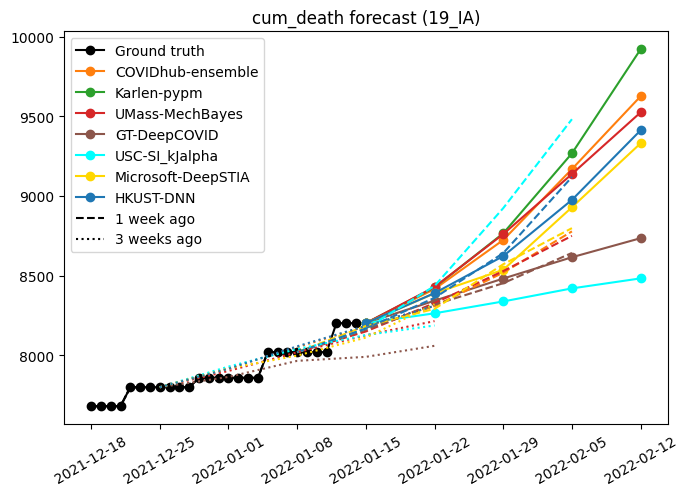 cum_death forecast (19_IA)
10000
9500
9000
8500
8000
Ground truth
COVIDhub-ensemble
Karlen-pypm
UMass-MechBayes
GT-DeepCOVID
USC-SI_kJalpha
Microsoft-DeepSTIA
HKUST-DNN
1 week ago
3 weeks ago
2021-12-18
2021-12-25
2022-01-01
2022-01-08
2022-01-15
2022-01-22
2022-01-29
2022-02-05
2022-02-12